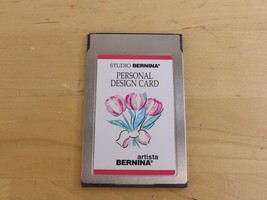 STUDIO BERNINA®
PERSONAL
DESIGN CARD
artista
BERNINA®